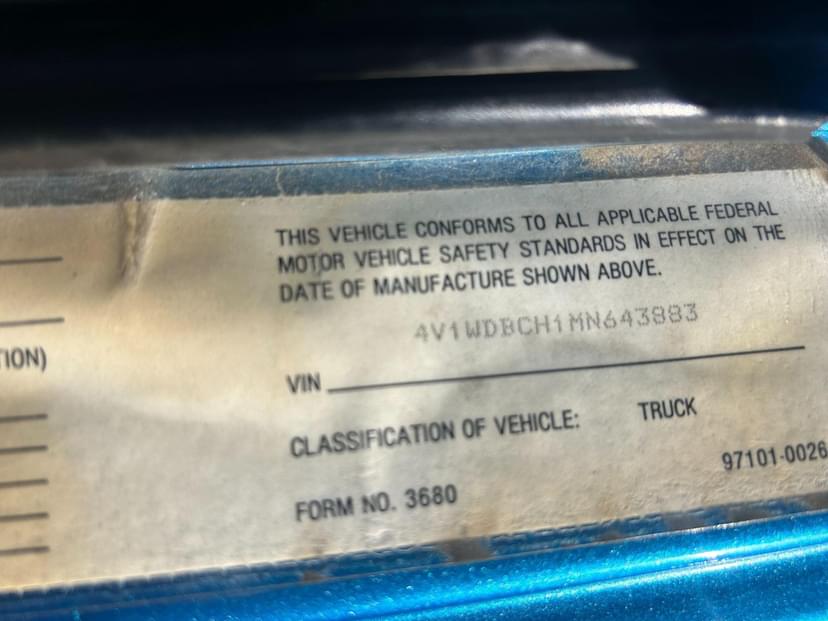 THIS VEHICLE CONFORMS TO ALL APPLICABLE FEDERAL
MOTOR VEHICLE SAFETY STANDARDS IN EFFECT ON THE
DATE OF MANUFACTURE SHOWN ABOVE.
4V1WDBCH1MN643883
VIN
TION)
CLASSIFICATION OF VEHICLE: TRUCK
97101-0026
FORM NO. 3680